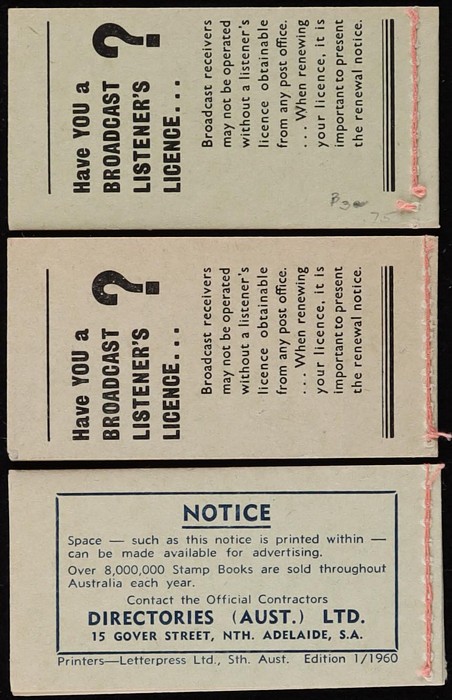 Have YOU a
BROADCAST
LISTENER'S
LICENCE...
?
Broadcast receivers
may not be operated
without a listener's
licence obtainable
from any post office.
... When renewing
your licence, it is
important to present
the renewal notice.
Have YOU a
BROADCAST
LISTENER'S
LICENCE...
?
Broadcast receivers
may not be operated
without a listener's
licence obtainable
from any post office.
... When renewing
your licence, it is
important to present
the renewal notice.
NOTICE
Space — such as this notice is printed within —
can be made available for advertising.
Over 8,000,000 Stamp Books are sold throughout
Australia each year.
Contact the Official Contractors
DIRECTORIES (AUST.) LTD.
15 GOVER STREET, NTH. ADELAIDE, S.A.
Printers—Letterpress Ltd., Sth. Aust. Edition 1/1960